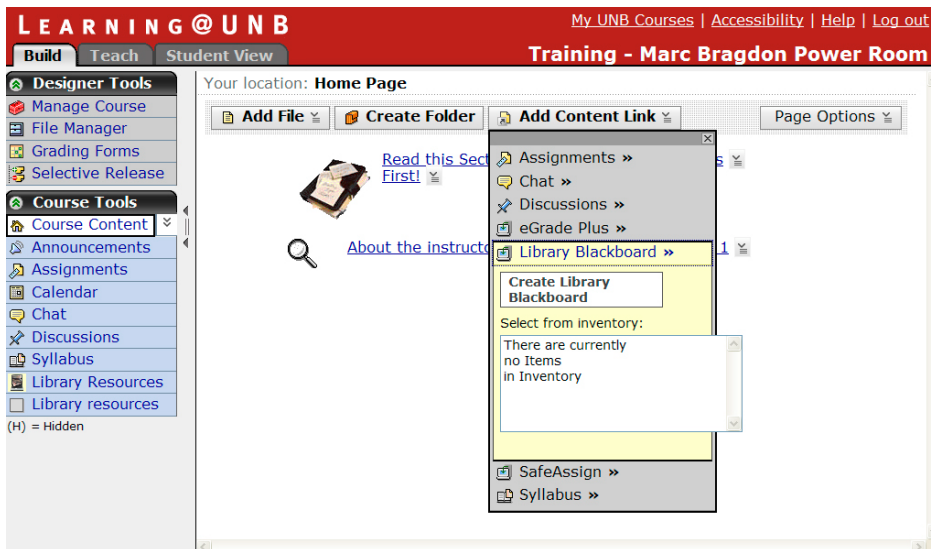 LEARNING@UNB
My UNB Courses | Accessibility | Help | Log out
Build Teach Student View
Training - Marc Bragdon Power Room
Designer Tools
Manage Course
File Manager
Grading Forms
Selective Release
Course Tools
Course Content
Announcements
Assignments
Calendar
Chat
Discussions
Syllabus
Library Resources
Library resources
(H) = Hidden
Your location: Home Page
Add File Create Folder Add Content Link Page Options
Read this Sect
First!
s
About the instructo
1
Assignments »
Chat »
Discussions »
eGrade Plus »
Library Blackboard »
Create Library
Blackboard
Select from inventory:
There are currently
no Items
in Inventory
SafeAssign »
Syllabus »